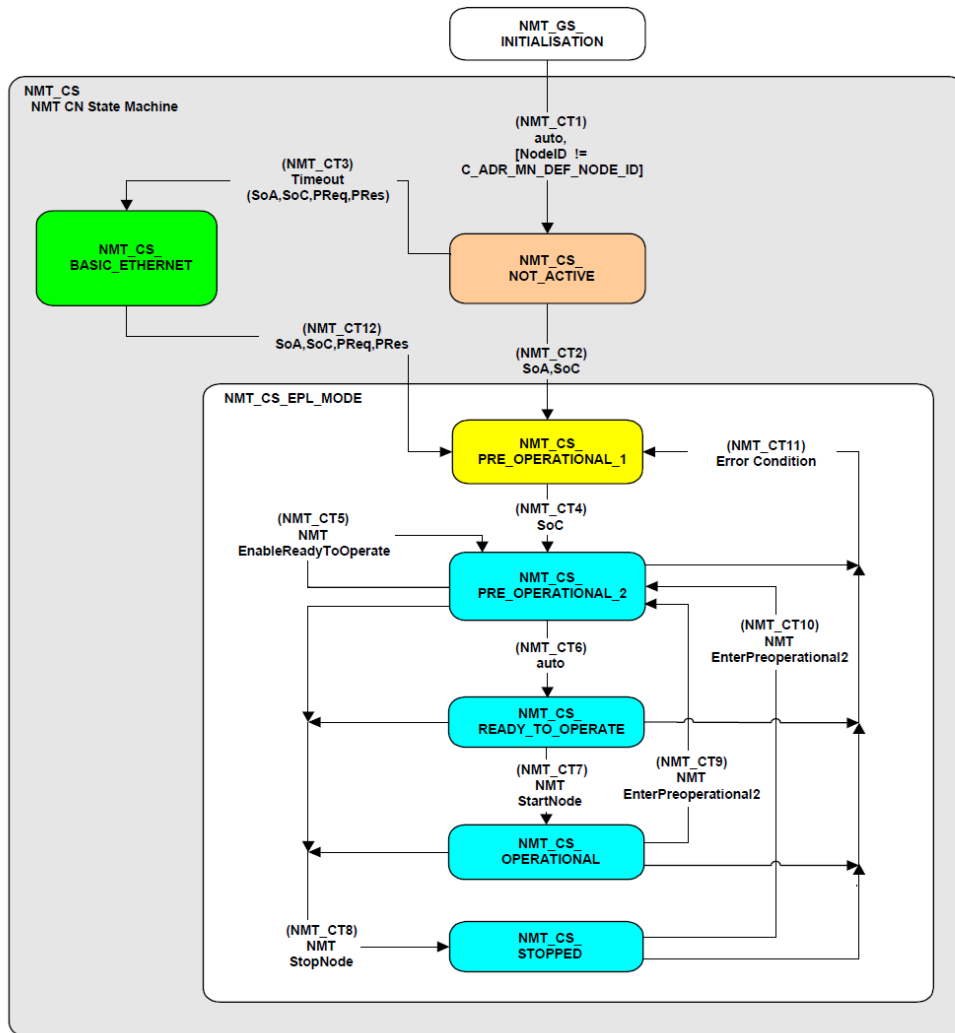 NMT_GS_
INITIALISATION
NMT_CS
NMT CN State Machine
(NMT_CT1)
auto,
[NodeID !=
C_ADR_MN_DEF_NODE_ID]
(NMT_CT3)
Timeout
(SoA,SoC,PReq,PRes)
NMT_CS_
BASIC_ETHERNET
NMT_CS_
NOT_ACTIVE
(NMT_CT12)
SoA,SoC,PReq,PRes
(NMT_CT2)
SoA,SoC
NMT_CS_EPL_MODE
NMT_CS_
PRE_OPERATIONAL_1
(NMT_CT11)
Error Condition
(NMT_CT4)
SoC
(NMT_CT5)
NMT
EnableReadyToOperate
NMT_CS_
PRE_OPERATIONAL_2
(NMT_CT10)
NMT
EnterPreoperational2
(NMT_CT6)
auto
NMT_CS_
READY_TO_OPERATE
(NMT_CT7)
NMT
StartNode
(NMT_CT9)
NMT
EnterPreoperational2
NMT_CS_
OPERATIONAL
(NMT_CT8)
NMT
StopNode
NMT_CS_
STOPPED